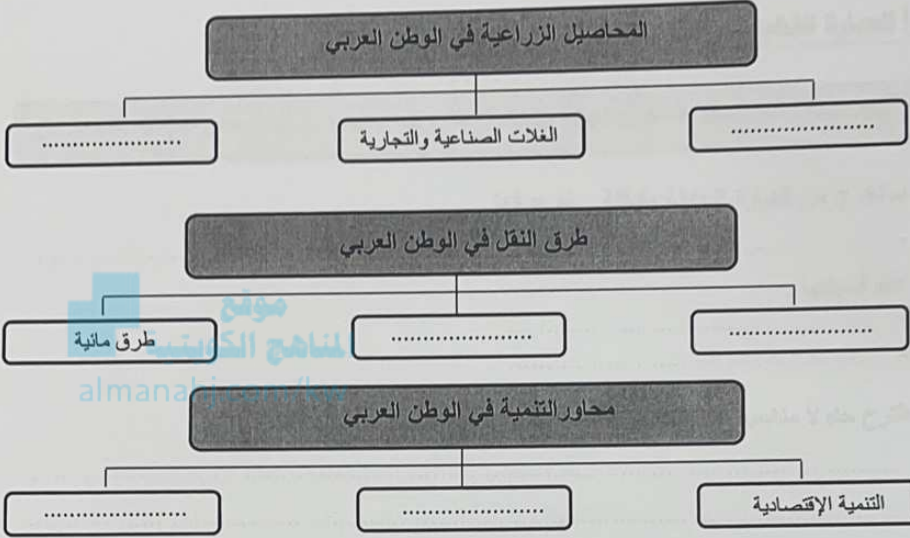 المحاصيل الزراعية في الوطن العربي
...................... الغلات الصناعية والتجارية .....................
طرق النقل في الوطن العربي
...................... ...................... طرق مائية
موقع
المناهج الكويتية
almanahj.com/kw
محاور التنمية في الوطن العربي
التنمية الإقتصادية ...................... ......................